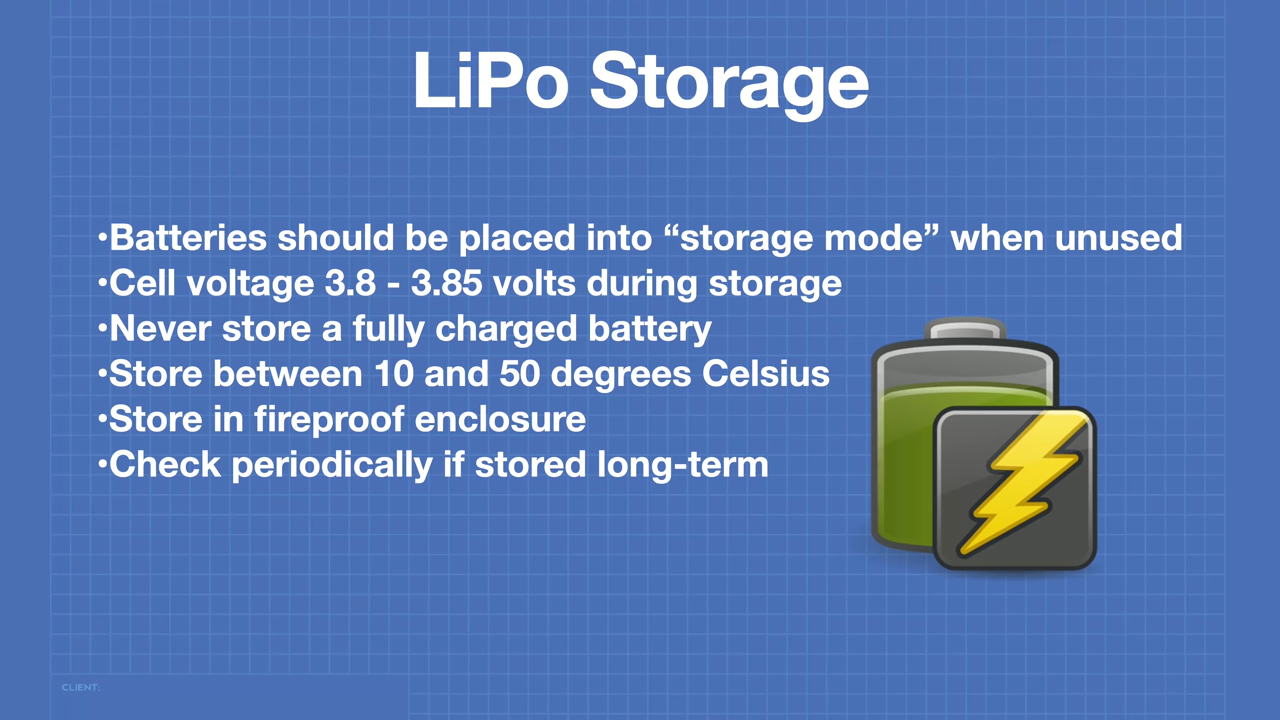 LiPo Storage
•Batteries should be placed into “storage mode” when unused
•Cell voltage 3.8 - 3.85 volts during storage
•Never store a fully charged battery
•Store between 10 and 50 degrees Celsius
•Store in fireproof enclosure
•Check periodically if stored long-term
CLIENT: